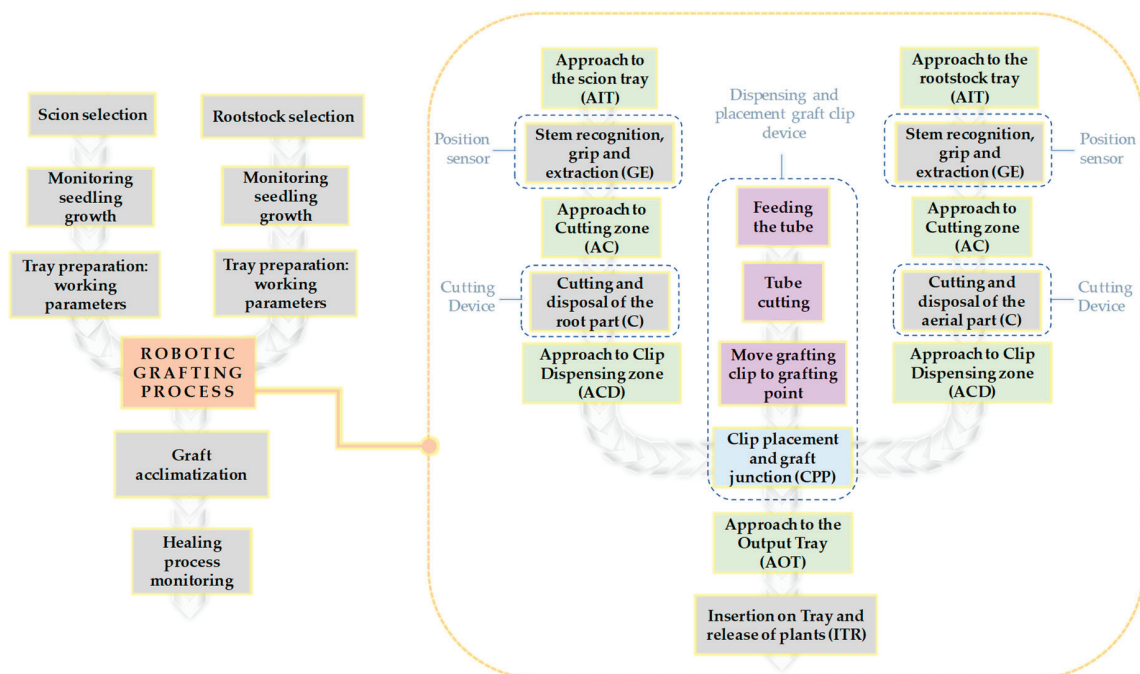 Scion selection
Rootstock selection
Monitoring
seedling
growth
Monitoring
seedling
growth
Tray preparation:
working
parameters
Tray preparation:
working
parameters
ROBOTIC
GRAFTING
PROCESS
Graft
acclimatization
Healing
process
monitoring
Approach to
the scion tray
(AIT)
Position
sensor
Stem recognition,
grip and
extraction (GE)
Approach to
Cutting zone
(AC)
Cutting
Device
Cutting and
disposal of the
root part (C)
Approach to Clip
Dispensing zone
(ACD)
Dispensing and
placement graft clip
device
Feeding
the tube
Tube
cutting
Move grafting
clip to grafting
point
Clip placement
and graft
junction (CPP)
Approach to the
Output Tray
(AOT)
Insertion on Tray and
release of plants (ITR)
Approach to the
rootstock tray
(AIT)
Stem recognition,
grip and
extraction (GE)
Position
sensor
Approach to
Cutting zone
(AC)
Cutting and
disposal of the
aerial part (C)
Cutting
Device
Approach to Clip
Dispensing zone
(ACD)